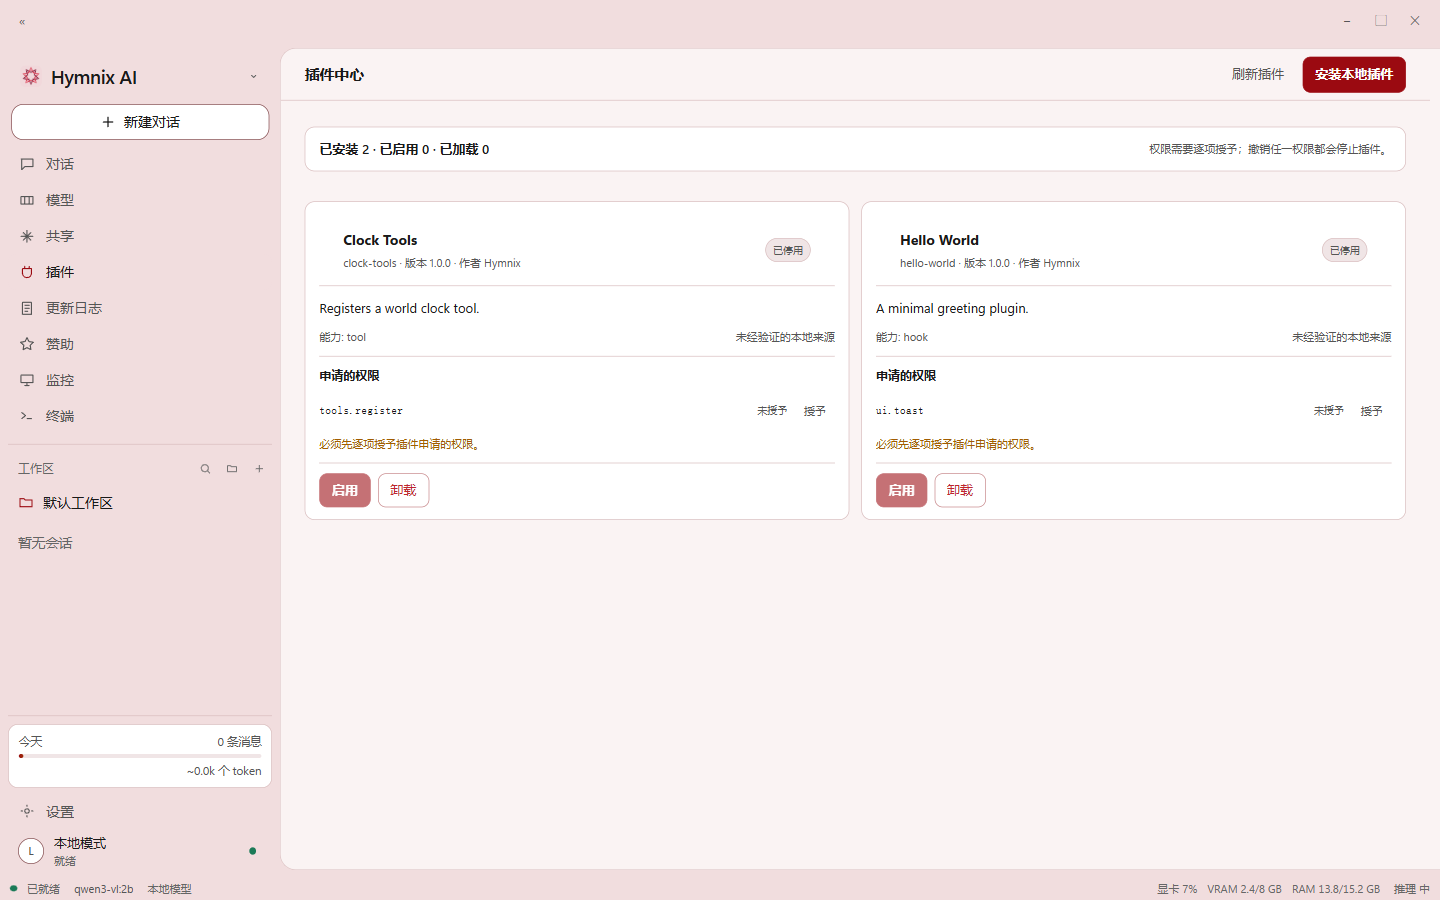 «
Hymnix AI
新建对话
对话
模型
共享
插件
更新日志
赞助
监控
终端
工作区
默认工作区
暂无会话
今天 0 条消息
~0.0k 个 token
设置
L
本地模式
就绪
插件中心 刷新插件 安装本地插件
已安装 2 · 已启用 0 · 已加载 0 权限需要逐项授予；撤销任一权限都会停止插件。
Clock Tools
clock-tools · 版本 1.0.0 · 作者 Hymnix
已停用
Registers a world clock tool.
能力: tool 未经验证的本地来源
申请的权限
tools.register 未授予 授予
必须先逐项授予插件申请的权限。
启用 卸载
Hello World
hello-world · 版本 1.0.0 · 作者 Hymnix
已停用
A minimal greeting plugin.
能力: hook 未经验证的本地来源
申请的权限
ui.toast 未授予 授予
必须先逐项授予插件申请的权限。
启用 卸载
已就绪 qwen3-vl:2b 本地模型 显卡 7% VRAM 2.4/8 GB RAM 13.8/15.2 GB 推理 中